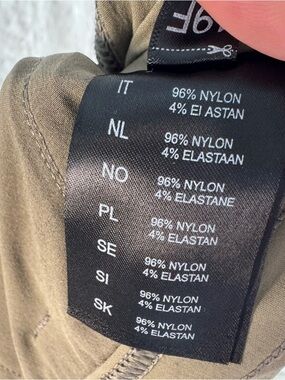 IT
96% NYLON
4% ELASTAN
NL
96% NYLON
4% ELASTAAN
NO
96% NYLON
4% ELASTANE
PL
96% NYLON
4% ELASTAN
SE
96% NYLON
4% ELASTAN
SI
96% NYLON
4% ELASTAN
SK
96% NYLON
4% ELASTAN